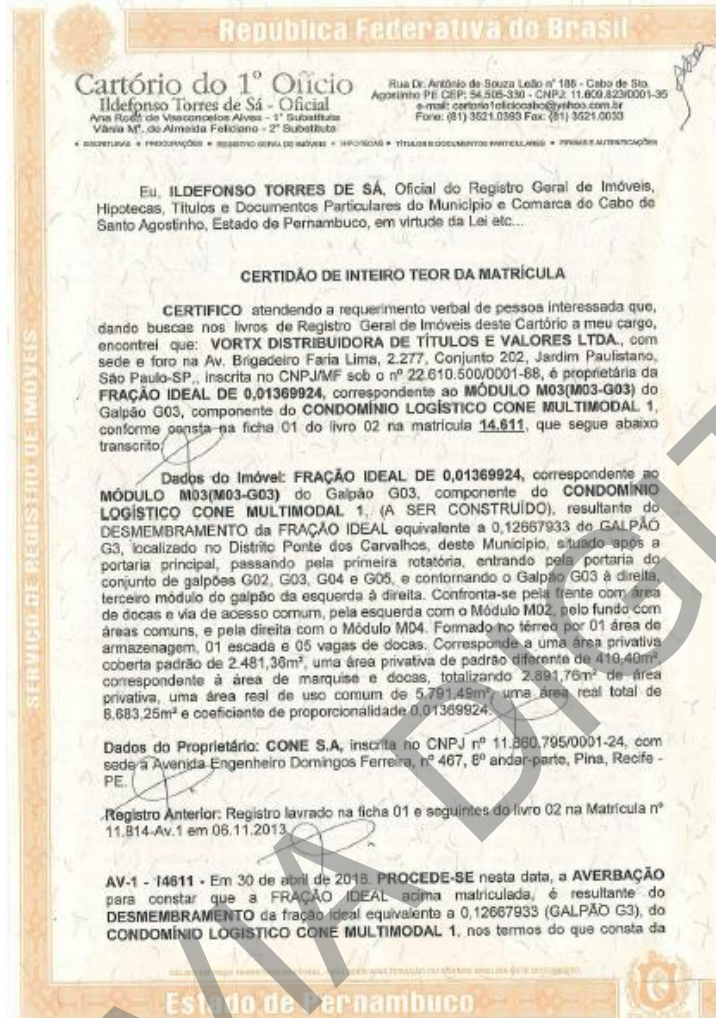 República Federativa do Brasil
Cartório do 1º Ofício
Ildefonso Torres de Sá - Oficial
Ana Rosa de Vasconcelos Alves - 1ª Substituta
Vânia Mª. de Almeida Feliciano - 2ª Substituta
Rua Dr. Antônio de Souza Leão nº 188 - Cabo de Sto.
Agostinho PE CEP: 54.505-330 - CNPJ: 11.609.823/0001-35
e-mail: cartorio1oficiocabo@yahoo.com.br
Fone: (81) 3521.0393 Fax: (81) 3521.0033
• ESCRITURAS • PROCURAÇÕES • REGISTRO GERAL DE IMÓVEIS • HIPOTECAS • TÍTULOS E DOCUMENTOS PARTICULARES • FIRMAS E AUTENTICAÇÕES
Eu, ILDEFONSO TORRES DE SÁ, Oficial do Registro Geral de Imóveis,
Hipotecas, Títulos e Documentos Particulares do Município e Comarca do Cabo de
Santo Agostinho, Estado de Pernambuco, em virtude da Lei etc...
CERTIDÃO DE INTEIRO TEOR DA MATRÍCULA
CERTIFICO atendendo a requerimento verbal de pessoa interessada que,
dando buscas nos livros de Registro Geral de Imóveis deste Cartório a meu cargo,
encontrei que: VORTX DISTRIBUIDORA DE TÍTULOS E VALORES LTDA., com
sede e foro na Av. Brigadeiro Faria Lima, 2.277, Conjunto 202, Jardim Paulistano,
São Paulo-SP., inscrita no CNPJ/MF sob o nº 22.610.500/0001-88, é proprietária da
FRAÇÃO IDEAL DE 0,01369924, correspondente ao MÓDULO M03(M03-G03) do
Galpão G03, componente do CONDOMÍNIO LOGÍSTICO CONE MULTIMODAL 1,
conforme consta na ficha 01 do livro 02 na matrícula 14.611, que segue abaixo
transcrito:
Dados do Imóvel: FRAÇÃO IDEAL DE 0,01369924, correspondente ao
MÓDULO M03(M03-G03) do Galpão G03, componente do CONDOMÍNIO
LOGÍSTICO CONE MULTIMODAL 1, (A SER CONSTRUÍDO), resultante do
DESMEMBRAMENTO da FRAÇÃO IDEAL equivalente a 0,12667933 do GALPÃO
G3, localizado no Distrito Ponte dos Carvalhos, deste Município, situado após a
portaria principal, passando pela primeira rotatória, entrando pela portaria do
conjunto de galpões G02, G03, G04 e G05, e contornando o Galpão G03 à direita,
terceiro módulo do galpão da esquerda à direita. Confronta-se pela frente com área
de docas e via de acesso comum, pela esquerda com o Módulo M02, pelo fundo com
áreas comuns, e pela direita com o Módulo M04. Formado no térreo por 01 área de
armazenagem, 01 escada e 05 vagas de docas. Corresponde a uma área privativa
coberta padrão de 2.481,36m², uma área privativa de padrão diferente de 410,40m²,
correspondente à área de marquise e docas, totalizando 2.891,76m² de área
privativa, uma área real de uso comum de 5.791,49m², uma área real total de
8.683,25m² e coeficiente de proporcionalidade 0,01369924.
Dados do Proprietário: CONE S.A, inscrita no CNPJ nº 11.860.795/0001-24, com
sede a Avenida Engenheiro Domingos Ferreira, nº 467, 8º andar-parte, Pina, Recife -
PE.
Registro Anterior: Registro lavrado na ficha 01 e seguintes do livro 02 na Matrícula nº
11.814-Av.1 em 06.11.2013.
AV-1 - 14611 - Em 30 de abril de 2018. PROCEDE-SE nesta data, a AVERBAÇÃO
para constar que a FRAÇÃO IDEAL acima matriculada, é resultante do
DESMEMBRAMENTO da fração ideal equivalente a 0,12667933 (GALPÃO G3), do
CONDOMÍNIO LOGÍSTICO CONE MULTIMODAL 1, nos termos do que consta da
Estado de Pernambuco
SERVIÇO DE REGISTRO DE IMÓVEIS
VIA DIGIT